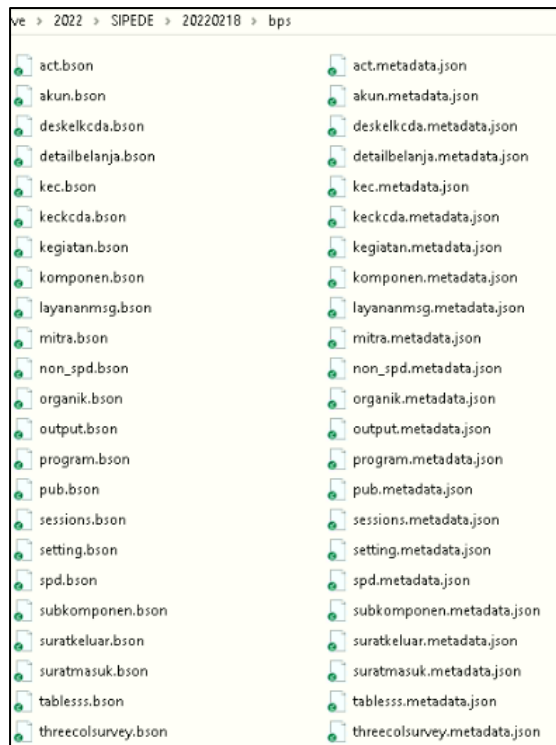 ve > 2022 > SIPEDE > 20220218 > bps
act.bson act.metadata.json
akun.bson akun.metadata.json
deskelkcda.bson deskelkcda.metadata.json
detailbelanja.bson detailbelanja.metadata.json
kec.bson kec.metadata.json
keckcda.bson keckcda.metadata.json
kegiatan.bson kegiatan.metadata.json
komponen.bson komponen.metadata.json
layananmsg.bson layananmsg.metadata.json
mitra.bson mitra.metadata.json
non_spd.bson non_spd.metadata.json
organik.bson organik.metadata.json
output.bson output.metadata.json
program.bson program.metadata.json
pub.bson pub.metadata.json
sessions.bson sessions.metadata.json
setting.bson setting.metadata.json
spd.bson spd.metadata.json
subkomponen.bson subkomponen.metadata.json
suratkeluar.bson suratkeluar.metadata.json
suratmasuk.bson suratmasuk.metadata.json
tablesss.bson tablesss.metadata.json
threecolsurvey.bson threecolsurvey.metadata.json